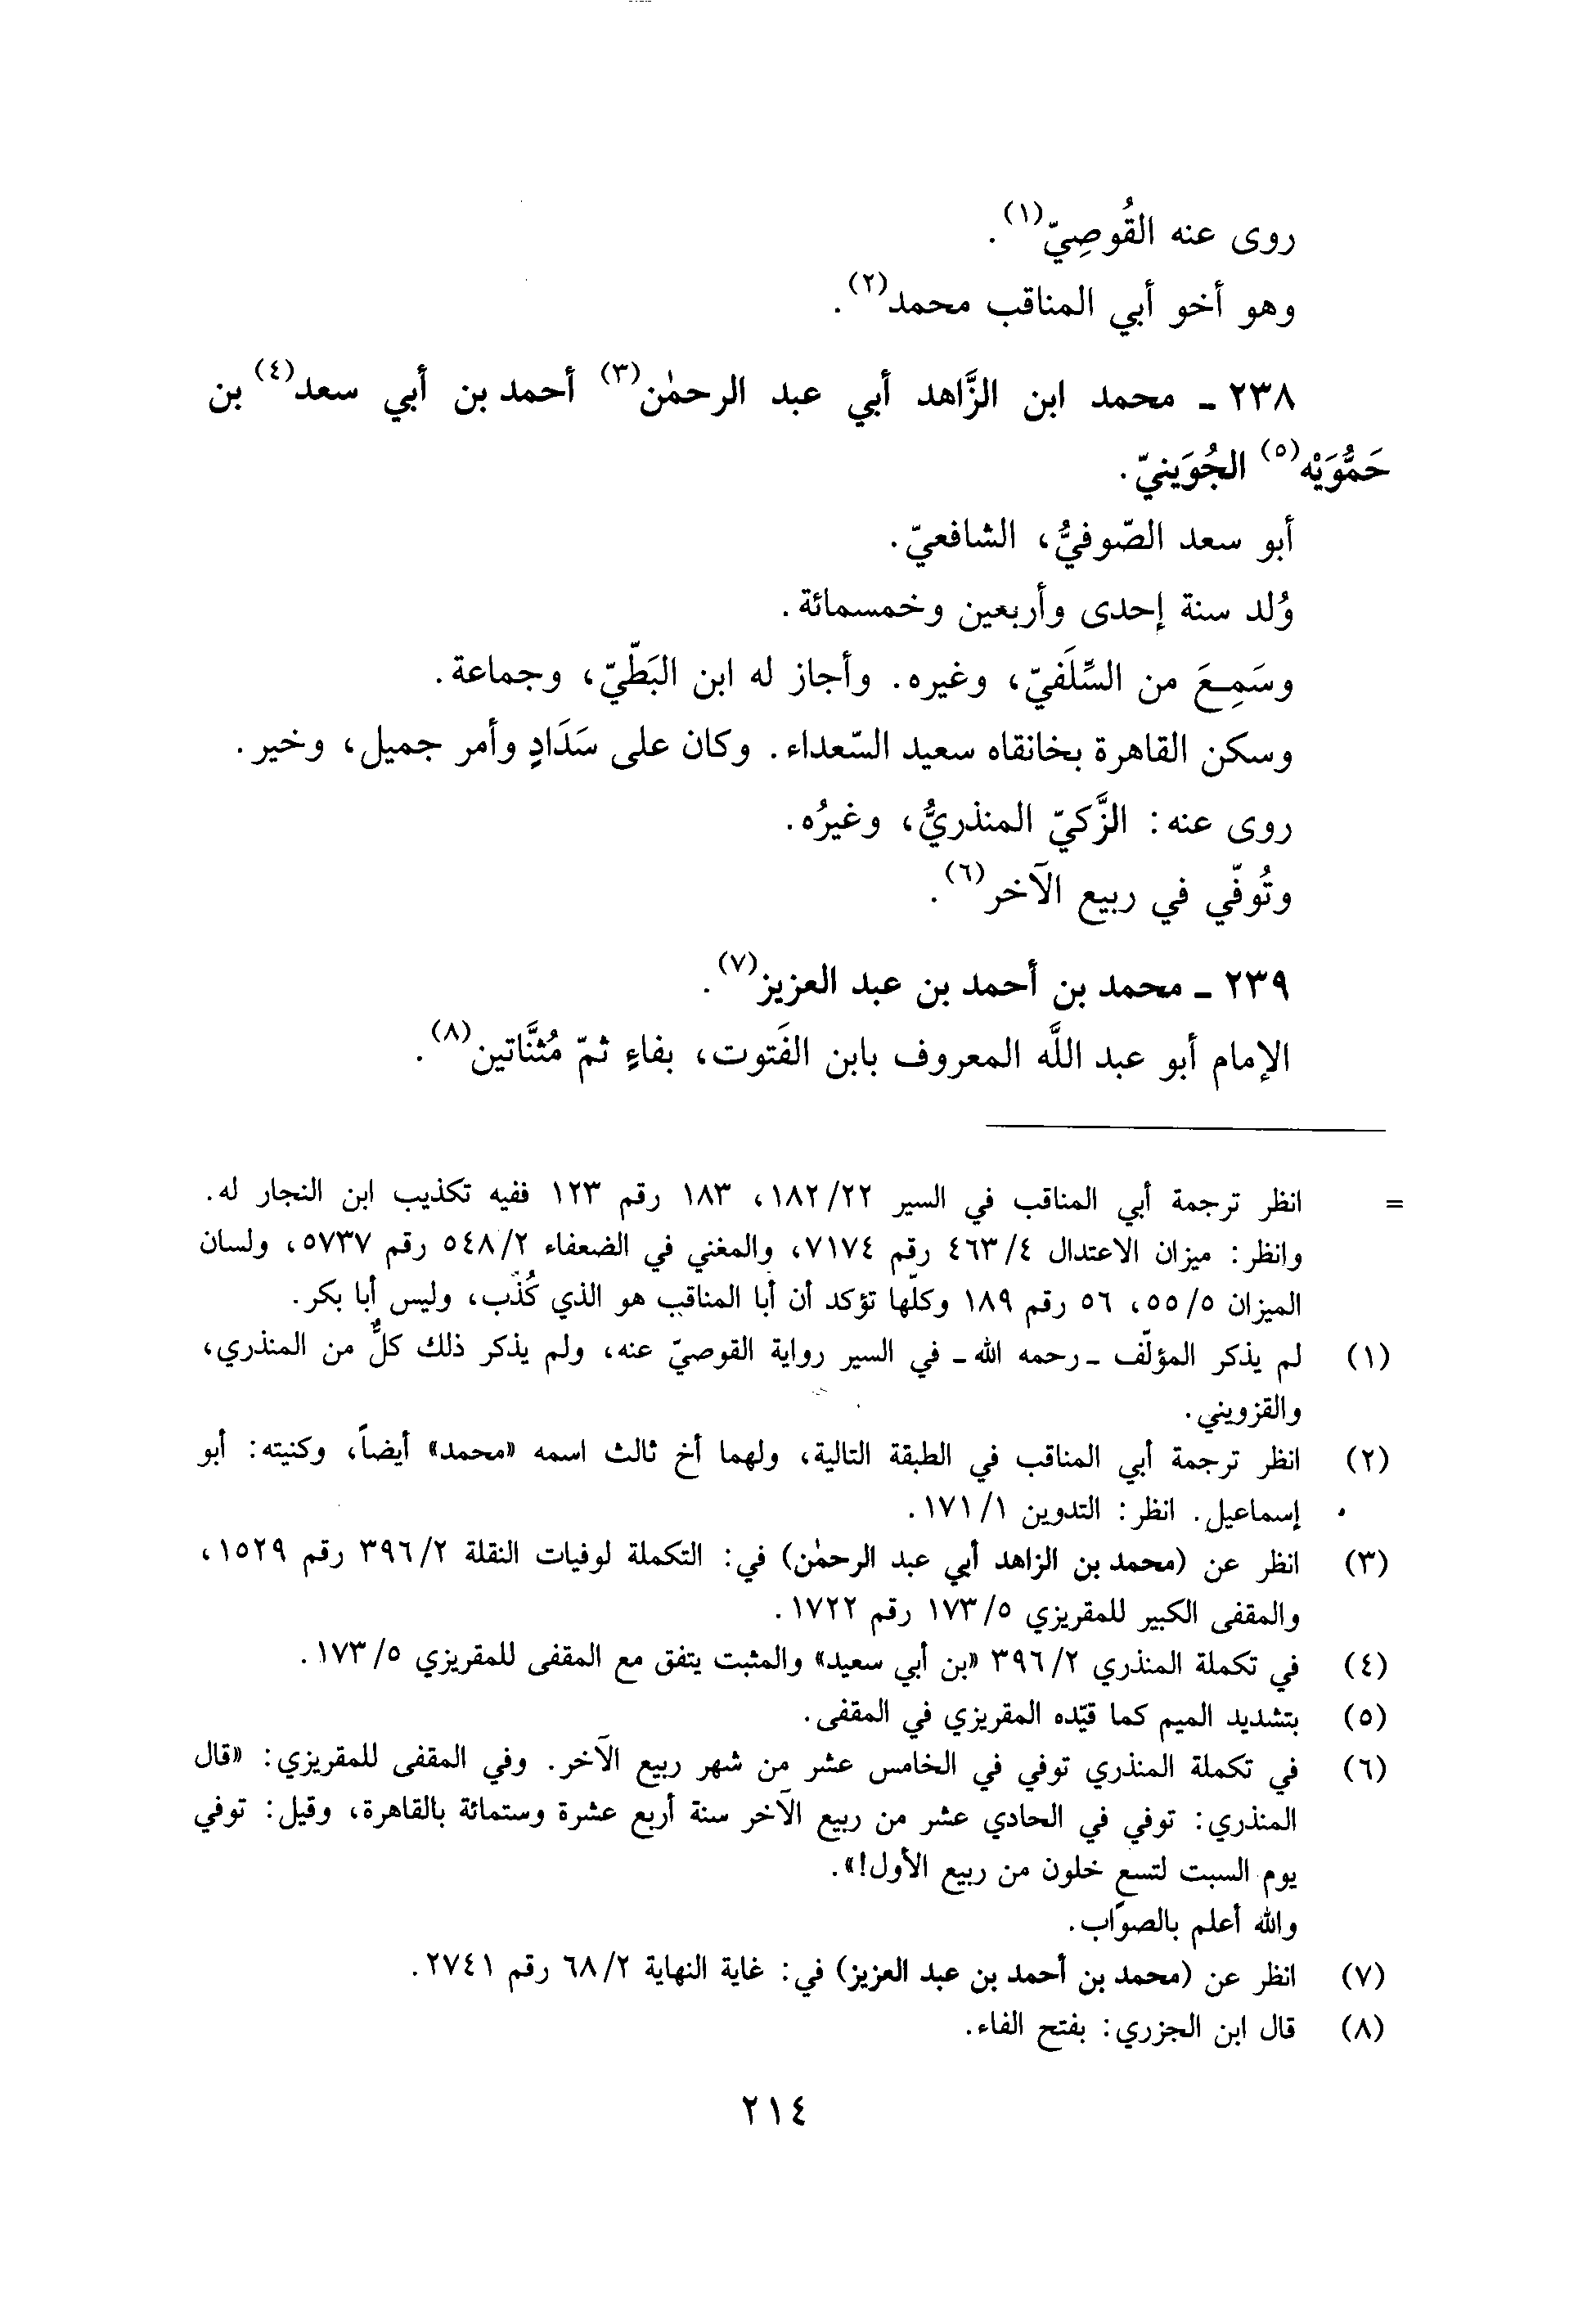 روى عنه القُوصِيّ(١).
وهو أخو أبي المناقب محمد(٢).
٢٣٨ ـ محمد ابن الزَّاهد أبي عبد الرحمٰن(٣) أحمد بن أبي سعد(٤) بن
حَمُّوَيْه(٥) الجُوَينيّ.
أبو سعد الصّوفيُّ، الشافعيّ.
وُلد سنة إحدى وأربعين وخمسمائة.
وسَمِعَ من السِّلَفيّ، وغيره. وأجاز له ابن البَطّيّ، وجماعة.
وسكن القاهرة بخانقاه سعيد السّعداء. وكان على سَدَادٍ وأمر جميل، وخير.
روى عنه: الزَّكيّ المنذريُّ، وغيرُه.
وتُوفّي في ربيع الآخر(٦).
٢٣٩ ـ محمد بن أحمد بن عبد العزيز(٧).
الإمام أبو عبد اللَّه المعروف بابن الفَتوت، بفاءٍ ثمّ مُثنَّاتين(٨).
= انظر ترجمة أبي المناقب في السير ٢٢/ ١٨٢، ١٨٣ رقم ١٢٣ ففيه تكذيب ابن النجار له.
وانظر: ميزان الاعتدال ٤/ ٤٦٣ رقم ٧١٧٤، والمغني في الضعفاء ٢/ ٥٤٨ رقم ٥٧٣٧، ولسان
الميزان ٥/ ٥٥، ٥٦ رقم ١٨٩ وكلّها تؤكد أن أبا المناقب هو الذي كُذّب، وليس أبا بكر.
(١) لم يذكر المؤلّف ـ رحمه الله ـ في السير رواية القوصيّ عنه، ولم يذكر ذلك كلٌّ من المنذري،
والقزويني.
(٢) انظر ترجمة أبي المناقب في الطبقة التالية، ولهما أخ ثالث اسمه «محمد» أيضاً، وكنيته: أبو
إسماعيل. انظر: التدوين ١/ ١٧١.
(٣) انظر عن (محمد بن الزاهد أبي عبد الرحمٰن) في: التكملة لوفيات النقلة ٢/ ٣٩٦ رقم ١٥٢٩،
والمقفى الكبير للمقريزي ٥/ ١٧٣ رقم ١٧٢٢.
(٤) في تكملة المنذري ٢/ ٣٩٦ «بن أبي سعيد» والمثبت يتفق مع المقفى للمقريزي ٥/ ١٧٣.
(٥) بتشديد الميم كما قيّده المقريزي في المقفى.
(٦) في تكملة المنذري توفي في الخامس عشر من شهر ربيع الآخر. وفي المقفى للمقريزي: «قال
المنذري: توفي في الحادي عشر من ربيع الآخر سنة أربع عشرة وستمائة بالقاهرة، وقيل: توفي
يوم السبت لتسع خلون من ربيع الأول!».
والله أعلم بالصواب.
(٧) انظر عن (محمد بن أحمد بن عبد العزيز) في: غاية النهاية ٢/ ٦٨ رقم ٢٧٤١.
(٨) قال ابن الجزري: بفتح الفاء.
٢١٤